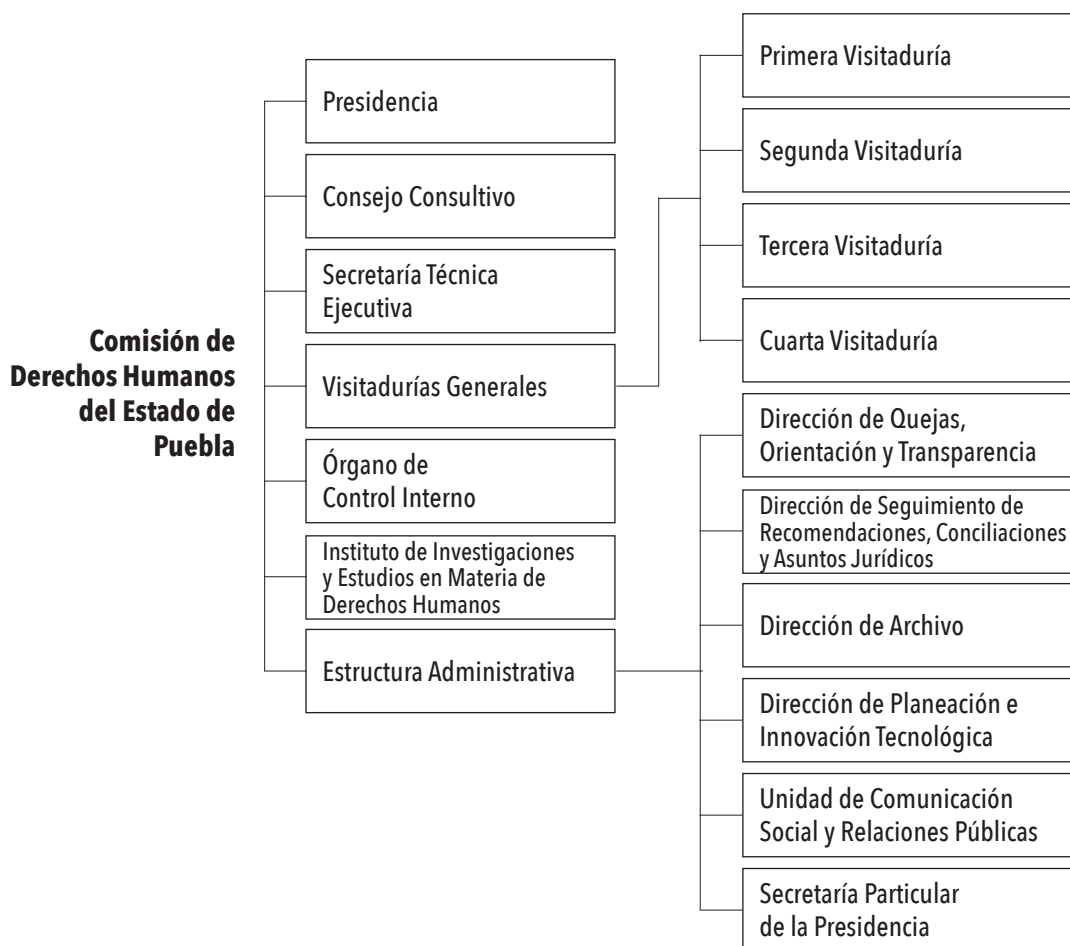 Comisión de
Derechos Humanos
del Estado de
Puebla
Presidencia
Consejo Consultivo
Secretaría Técnica
Ejecutiva
Visitadurías Generales
Órgano de
Control Interno
Instituto de Investigaciones
y Estudios en Materia de
Derechos Humanos
Estructura Administrativa
Primera Visitaduría
Segunda Visitaduría
Tercera Visitaduría
Cuarta Visitaduría
Dirección de Quejas,
Orientación y Transparencia
Dirección de Seguimiento de
Recomendaciones, Conciliaciones
y Asuntos Jurídicos
Dirección de Archivo
Dirección de Planeación e
Innovación Tecnológica
Unidad de Comunicación
Social y Relaciones Públicas
Secretaría Particular
de la Presidencia